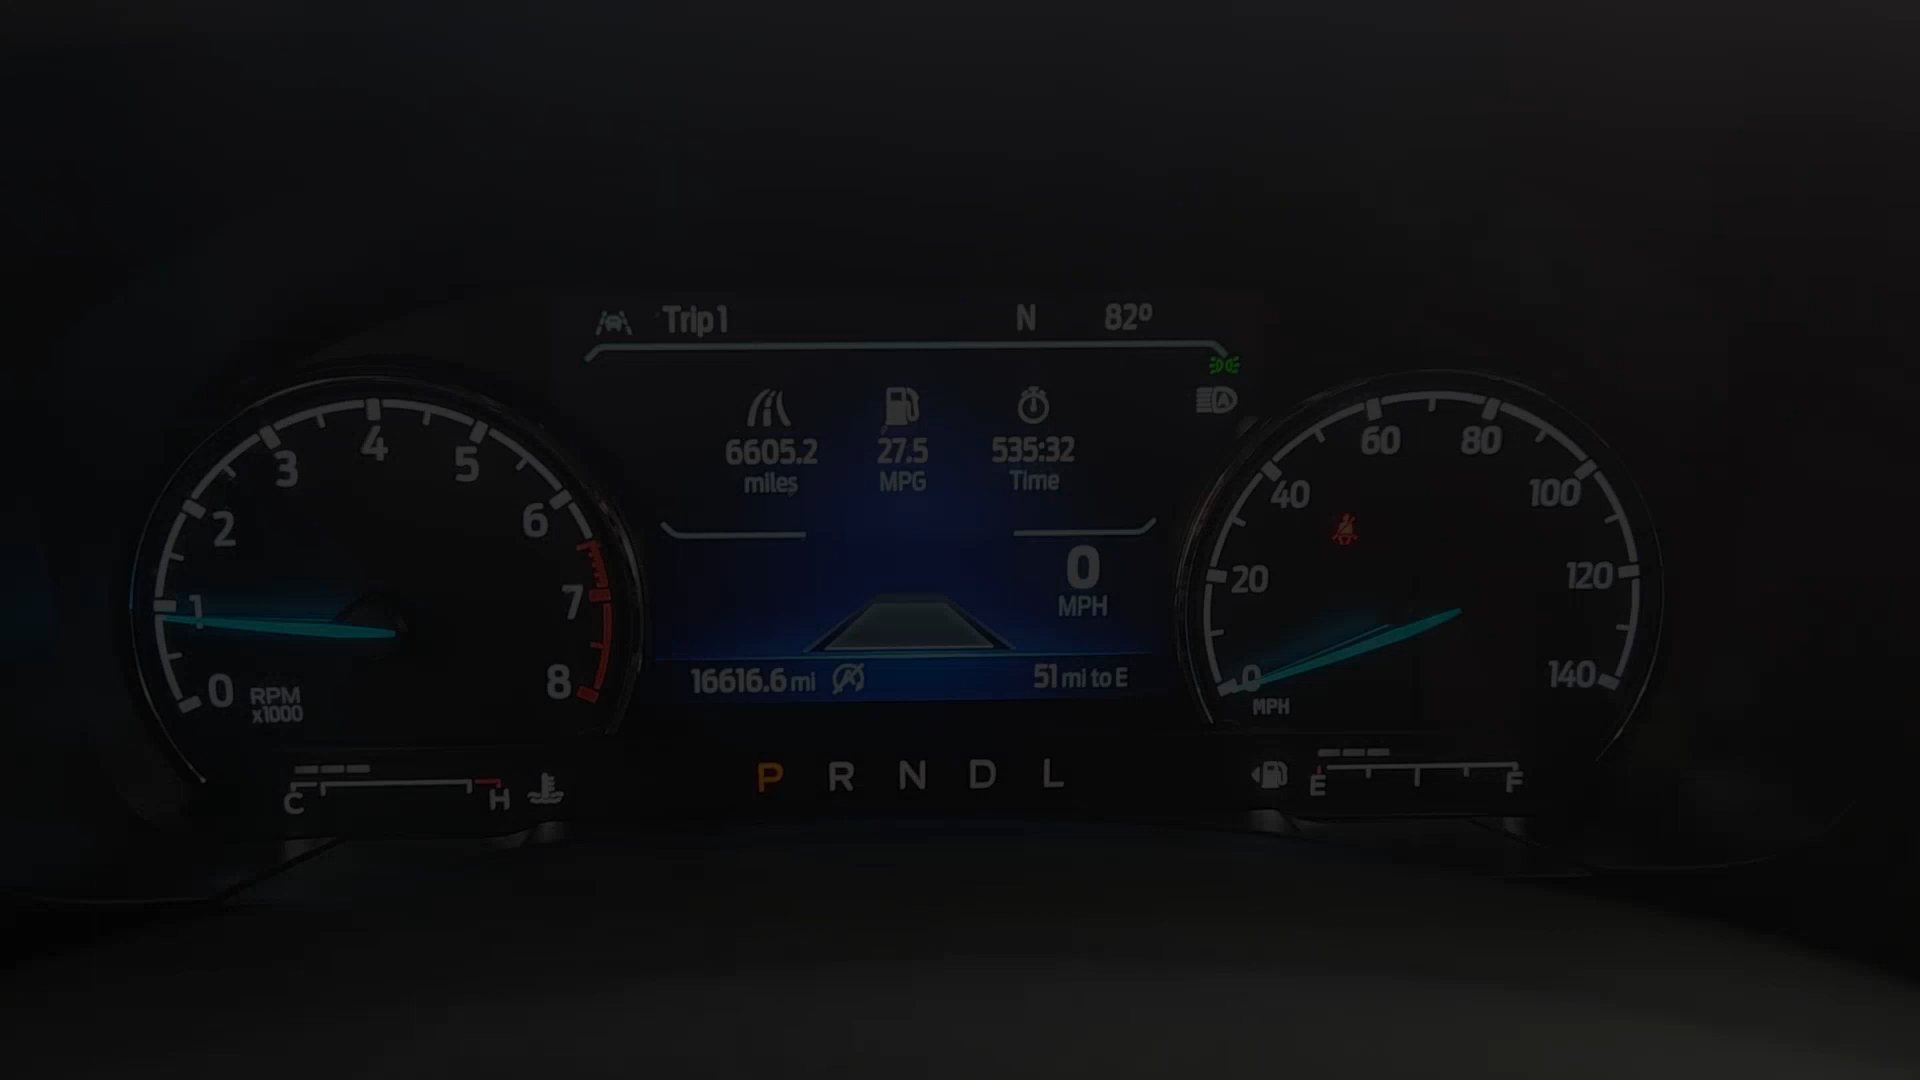 Trip 1 N 82º
6605.2 27.5 535:32
miles MPG Time
0
MPH
16616.6 mi 51 mi to E
0 1 2 3 4 5 6 7 8
RPM
x1000
0 20 40 60 80 100 120 140
MPH
C H
P R N D L
E F